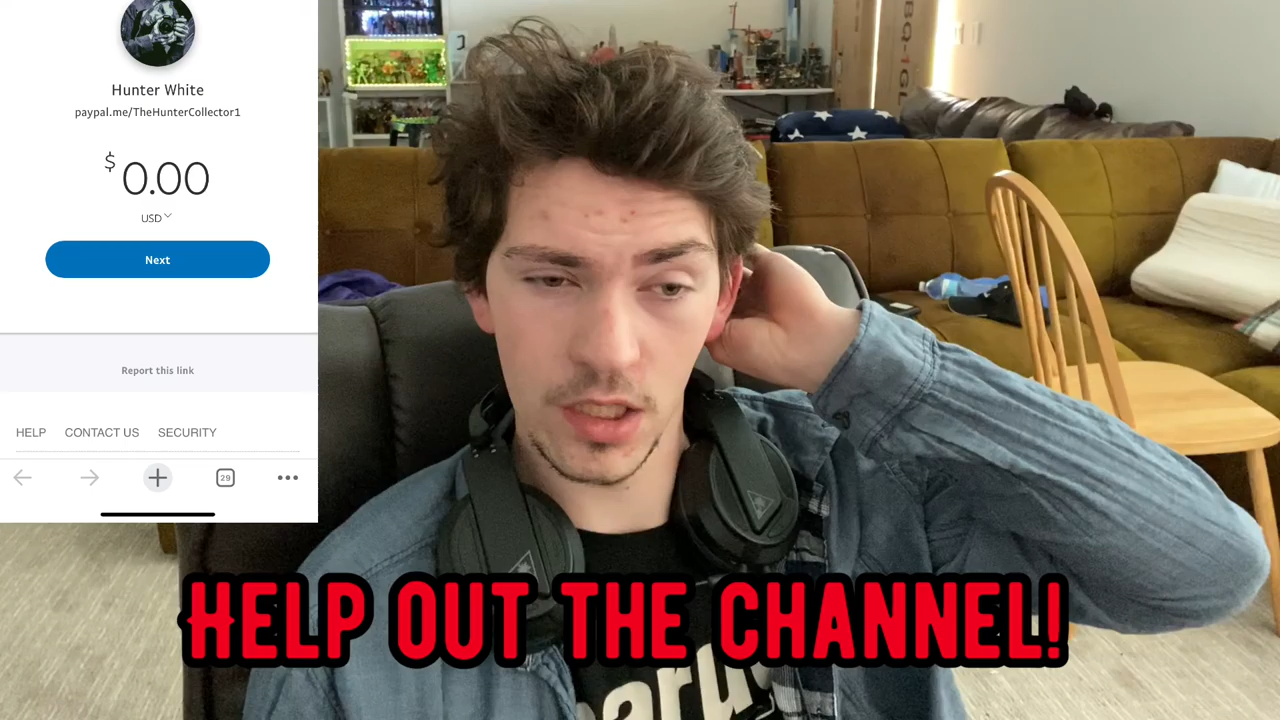 Hunter White
paypal.me/TheHunterCollector1
$0.00
USD
Next
Report this link
HELP CONTACT US SECURITY
29
HELP OUT THE CHANNEL!